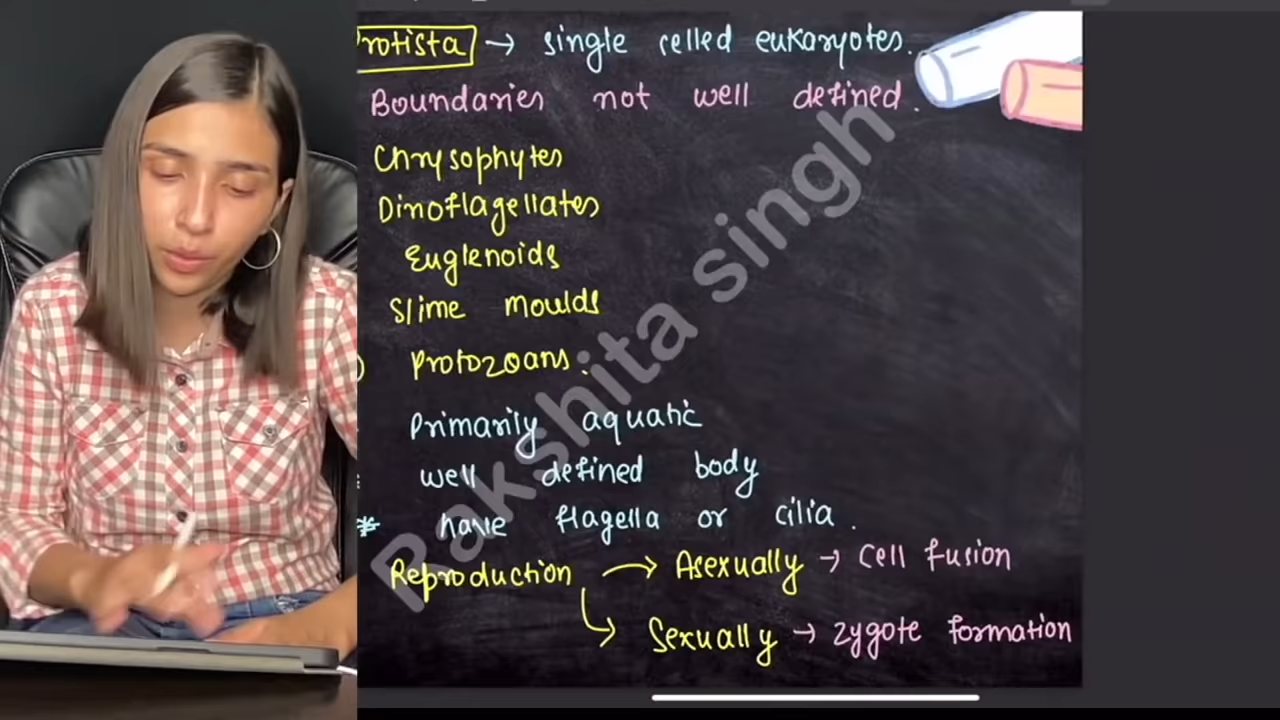 rotista → single celled eukaryotes.
Boundaries not well defined.
Chrysophytes
Dinoflagellates
Euglenoids
Slime moulds
Protozoans.
Primarily aquatic
well defined body
* have flagella or cilia.
Reproduction → Asexually → cell fusion
↳ Sexually → zygote formation
Rakshita singh